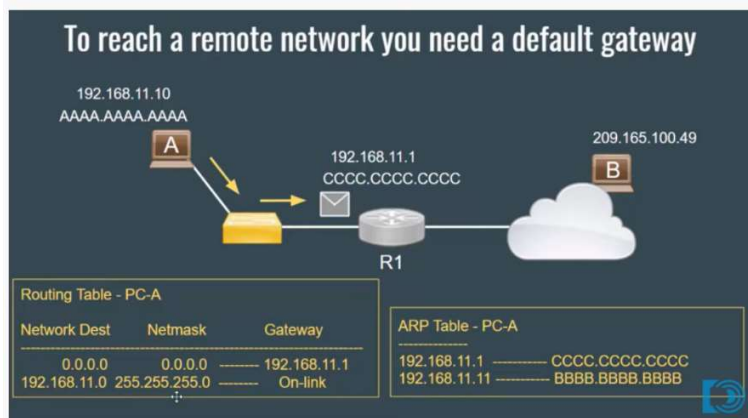 To reach a remote network you need a default gateway
192.168.11.10
AAAA.AAAA.AAAA
A
192.168.11.1
CCCC.CCCC.CCCC
209.165.100.49
B
R1
Routing Table - PC-A
Network Dest Netmask Gateway
0.0.0.0 0.0.0.0 -------- 192.168.11.1
192.168.11.0 255.255.255.0 -------- On-link
ARP Table - PC-A
--------------
192.168.11.1 ----------- CCCC.CCCC.CCCC
192.168.11.11 ----------- BBBB.BBBB.BBBB